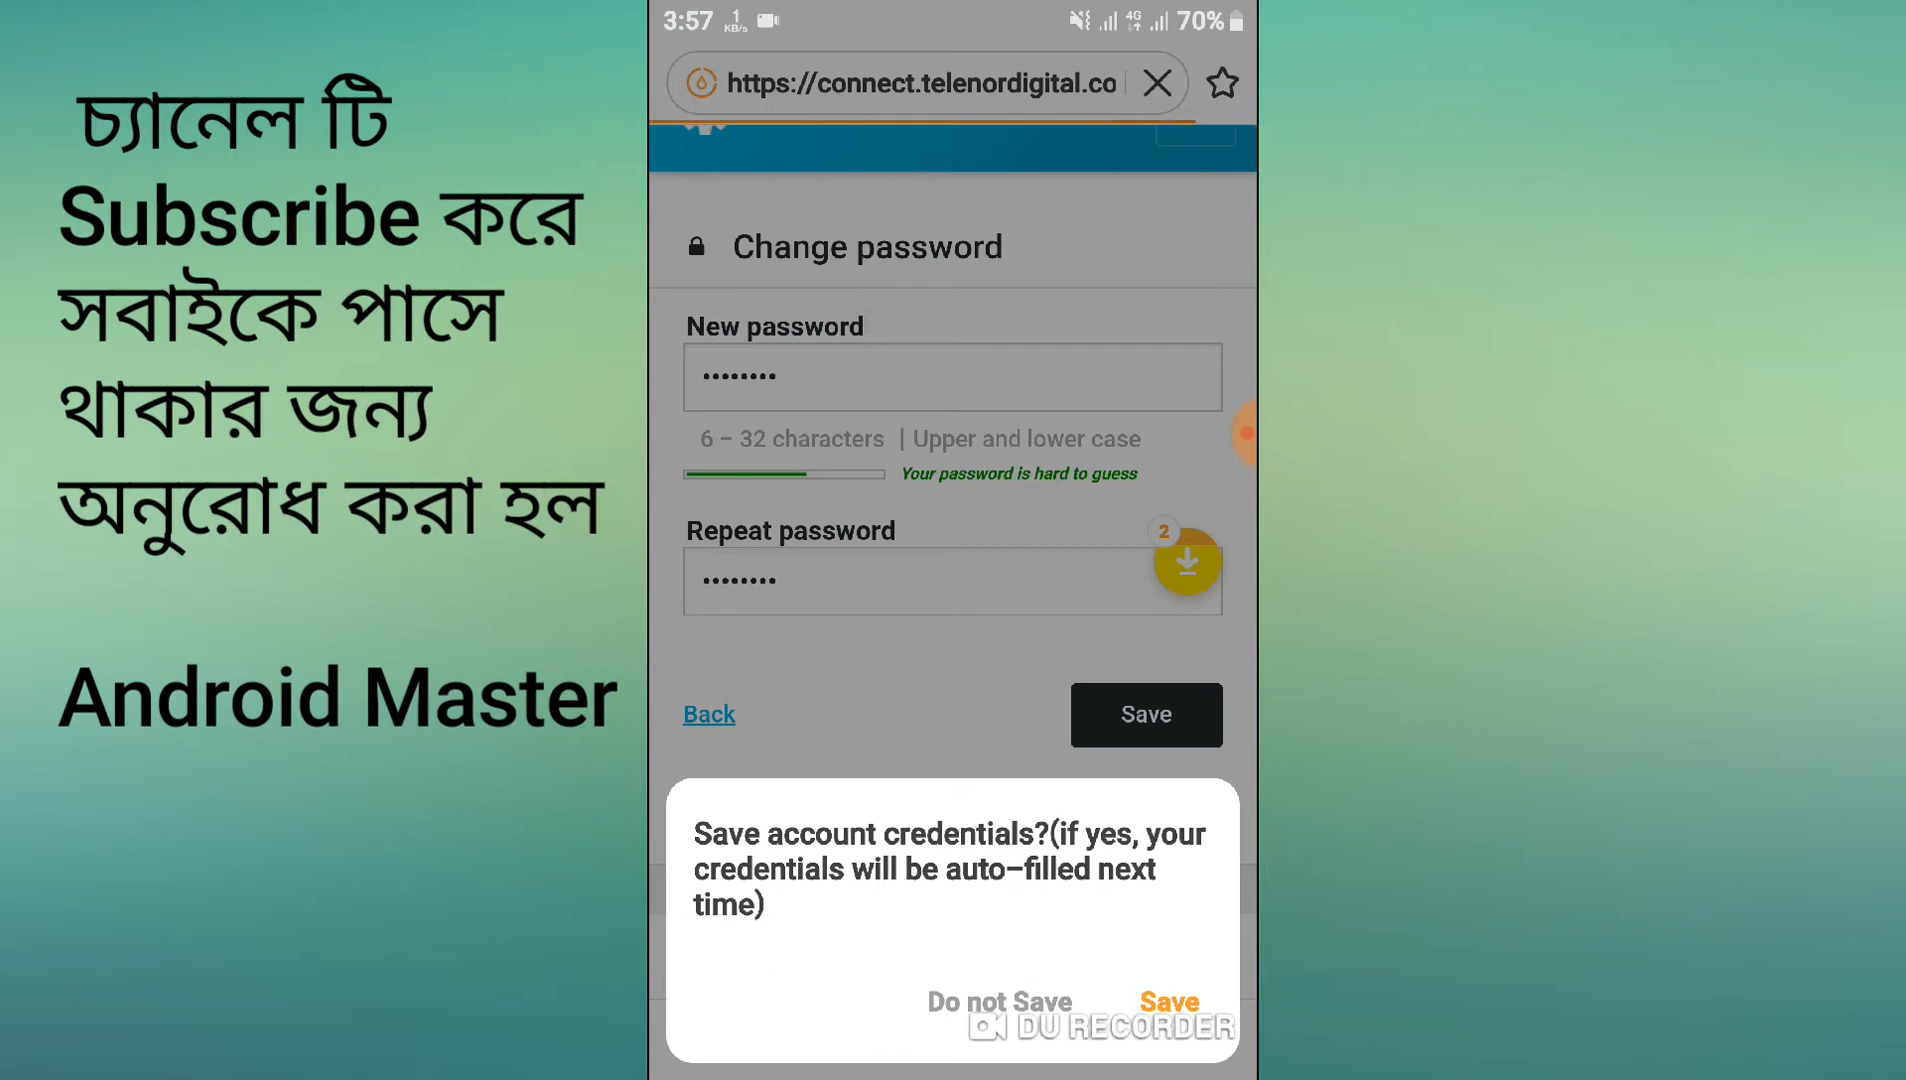 চ্যানেল টি
Subscribe করে
সবাইকে পাসে
থাকার জন্য
অনুরোধ করা হল
Android Master
3:57 1 KB/s 4G 70%
https://connect.telenordigital.co
Change password
New password
••••••••
6 – 32 characters | Upper and lower case
Your password is hard to guess
Repeat password
2
••••••••
Back
Save
Save account credentials?(if yes, your
credentials will be auto–filled next
time)
Do not Save
Save
DU RECORDER